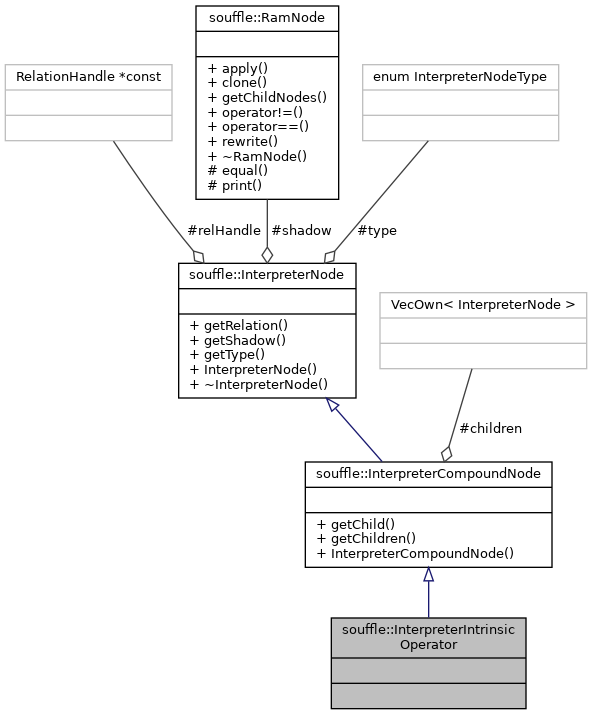 souffle::RamNode
+ apply()
+ clone()
+ getChildNodes()
+ operator!=()
+ operator==()
+ rewrite()
+ ~RamNode()
# equal()
# print()
RelationHandle *const
enum InterpreterNodeType
#relHandle
#shadow
#type
souffle::InterpreterNode
+ getRelation()
+ getShadow()
+ getType()
+ InterpreterNode()
+ ~InterpreterNode()
VecOwn< InterpreterNode >
#children
souffle::InterpreterCompoundNode
+ getChild()
+ getChildren()
+ InterpreterCompoundNode()
souffle::InterpreterIntrinsic
Operator